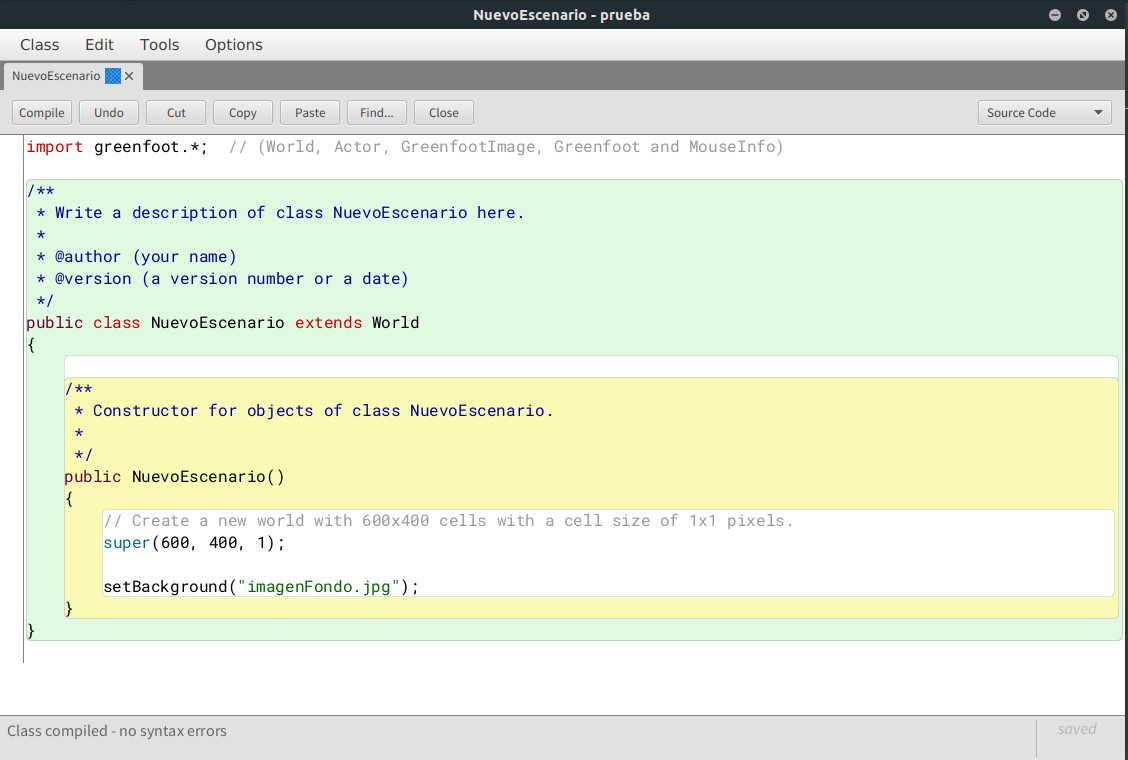 NuevoEscenario - prueba
Class Edit Tools Options
NuevoEscenario
Compile Undo Cut Copy Paste Find... Close Source Code
import greenfoot.*;  // (World, Actor, GreenfootImage, Greenfoot and MouseInfo)
/**
 * Write a description of class NuevoEscenario here.
 *
 * @author (your name)
 * @version (a version number or a date)
 */
public class NuevoEscenario extends World
{
    /**
     * Constructor for objects of class NuevoEscenario.
     *
     */
    public NuevoEscenario()
    {
        // Create a new world with 600x400 cells with a cell size of 1x1 pixels.
        super(600, 400, 1);
        setBackground("imagenFondo.jpg");
    }
}
Class compiled - no syntax errors saved